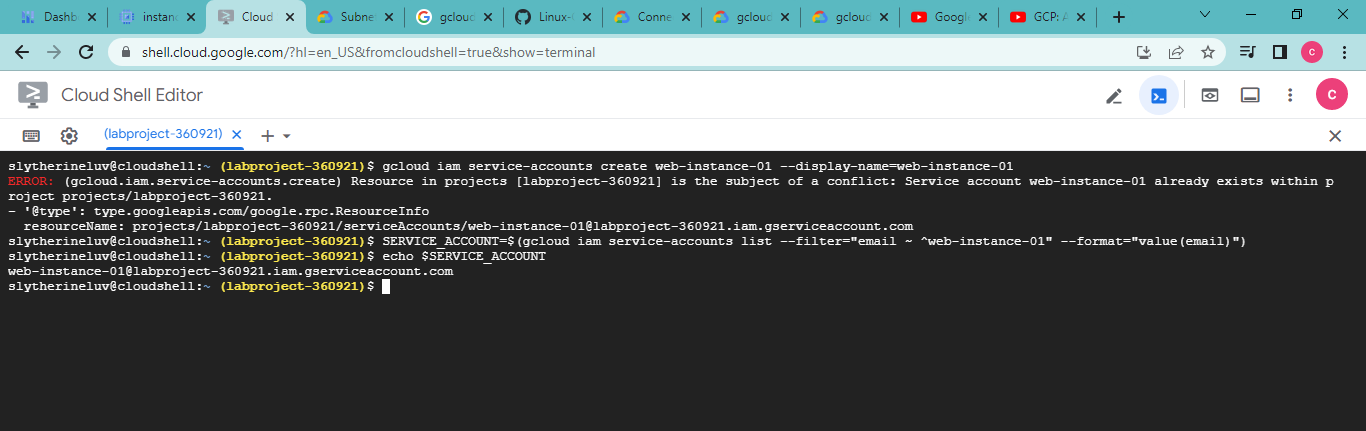 Dashb
instanc
Cloud
Subne
gcloud
Linux-
Conne
gcloud
gcloud
Google
GCP: A
shell.cloud.google.com/?hl=en_US&fromcloudshell=true&show=terminal
C
Cloud Shell Editor
C
(labproject-360921)
slytherineluv@cloudshell:~ (labproject-360921)$ gcloud iam service-accounts create web-instance-01 --display-name=web-instance-01
ERROR: (gcloud.iam.service-accounts.create) Resource in projects [labproject-360921] is the subject of a conflict: Service account web-instance-01 already exists within p
roject projects/labproject-360921.
- '@type': type.googleapis.com/google.rpc.ResourceInfo
  resourceName: projects/labproject-360921/serviceAccounts/web-instance-01@labproject-360921.iam.gserviceaccount.com
slytherineluv@cloudshell:~ (labproject-360921)$ SERVICE_ACCOUNT=$(gcloud iam service-accounts list --filter="email ~ ^web-instance-01" --format="value(email)")
slytherineluv@cloudshell:~ (labproject-360921)$ echo $SERVICE_ACCOUNT
web-instance-01@labproject-360921.iam.gserviceaccount.com
slytherineluv@cloudshell:~ (labproject-360921)$